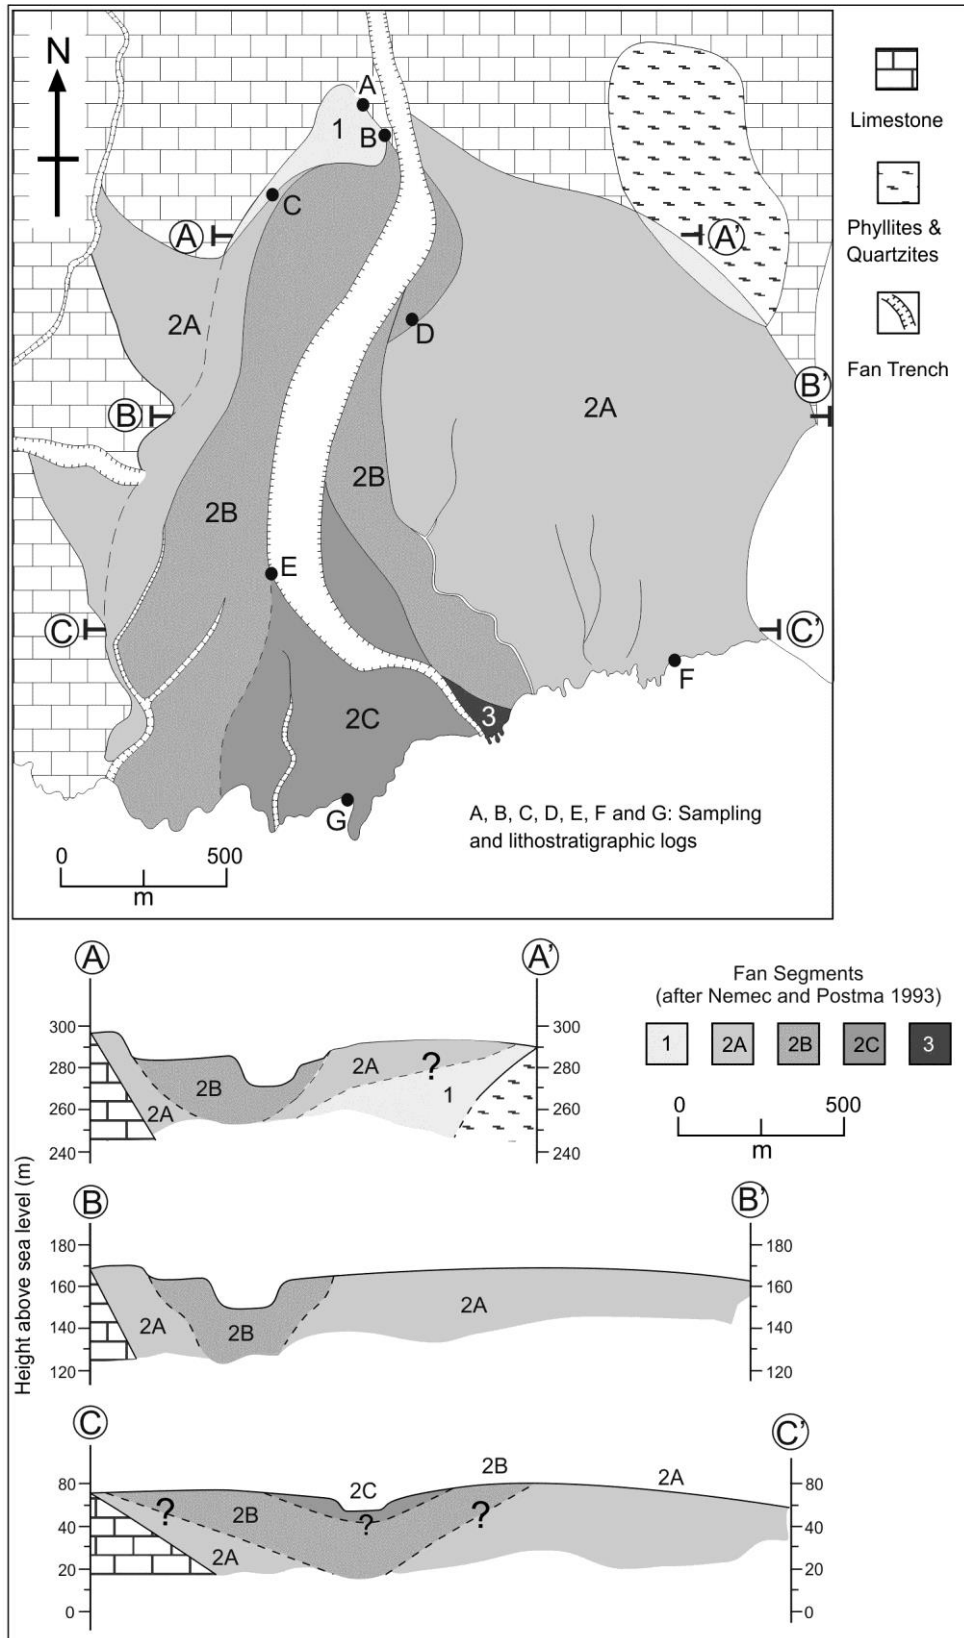 N
A
1
B
C
A
A'
2A
D
B
B'
2A
2B
2B
E
C
C'
F
2C
3
G
A, B, C, D, E, F and G: Sampling
and lithostratigraphic logs
0 500
m
Limestone
Phyllites &
Quartzites
Fan Trench
Fan Segments
(after Nemec and Postma 1993)
1 2A 2B 2C 3
0 500
m
Height above sea level (m)
A A'
300 300
280 280
260 260
240 240
2B
2A
2A
?
1
B B'
180 180
160 160
140 140
120 120
2A
2B
2A
C C'
80 80
40 40
20 20
0 0
2B
2A
2C
?
2B
2A
?
?